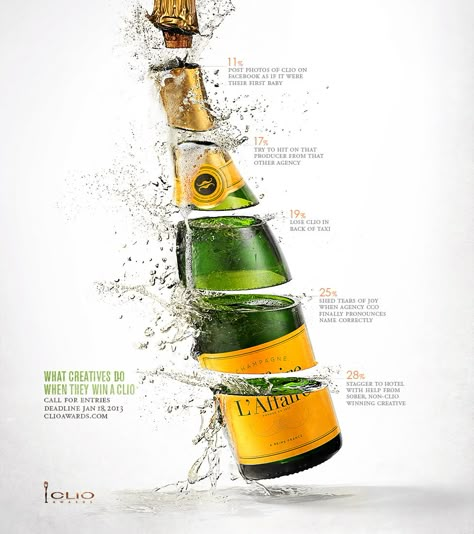 11%
POST PHOTOS OF CLIO ON
FACEBOOK AS IF IT WERE
THEIR FIRST BABY
17%
TRY TO HIT ON THAT
PRODUCER FROM THAT
OTHER AGENCY
19%
LOSE CLIO IN
BACK OF TAXI
25%
SHED TEARS OF JOY
WHEN AGENCY CCO
FINALLY PRONOUNCES
NAME CORRECTLY
CHAMPAGNE
28%
STAGGER TO HOTEL
WITH HELP FROM
SOBER, NON-CLIO
WINNING CREATIVE
L'Affaire
WHAT CREATIVES DO
WHEN THEY WIN A CLIO
CALL FOR ENTRIES
DEADLINE JAN 18, 2013
CLIOAWARDS.COM
CLIO
AWARDS